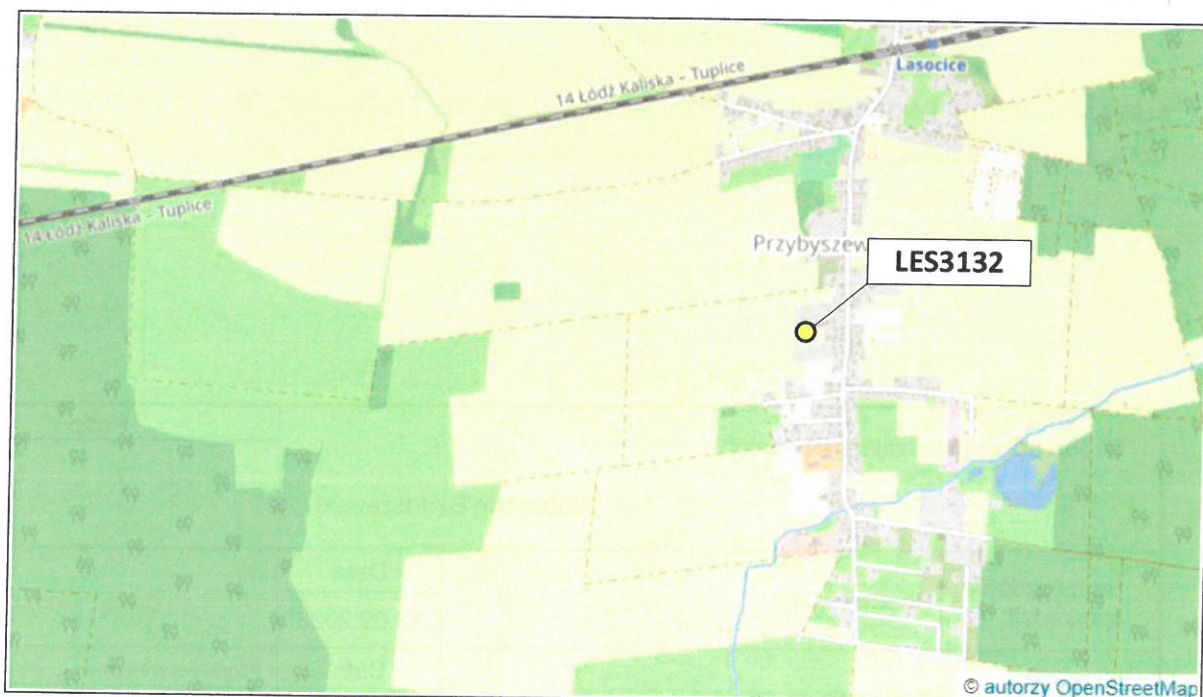 Lasocice
14 Łódź Kaliska - Tuplice
14 Łódź Kaliska - Tuplice
Przybyszew
LES3132
© autorzy OpenStreetMap